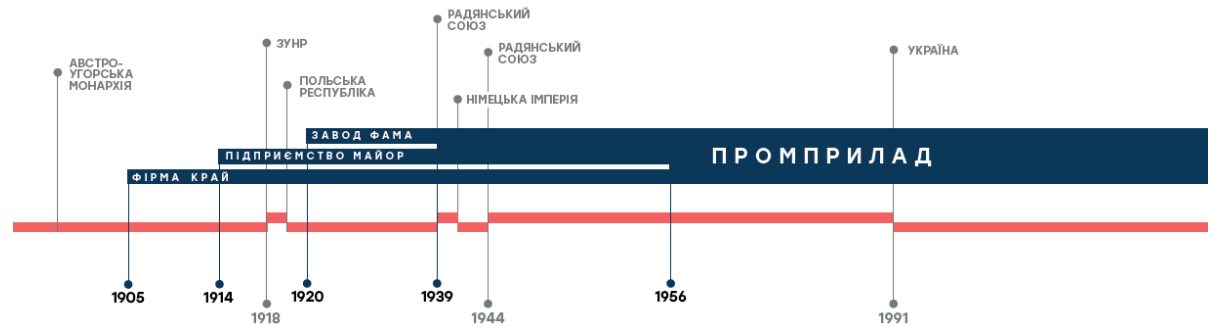 АВСТРО-
УГОРСЬКА
МОНАРХІЯ
ЗУНР
ПОЛЬСЬКА
РЕСПУБЛІКА
РАДЯНСЬКИЙ
СОЮЗ
РАДЯНСЬКИЙ
СОЮЗ
НІМЕЦЬКА ІМПЕРІЯ
УКРАЇНА
ЗАВОД ФАМА
ПІДПРИЄМСТВО МАЙОР
ФІРМА КРАЙ
ПРОМПРИЛАД
1905
1914
1918
1920
1939
1944
1956
1991